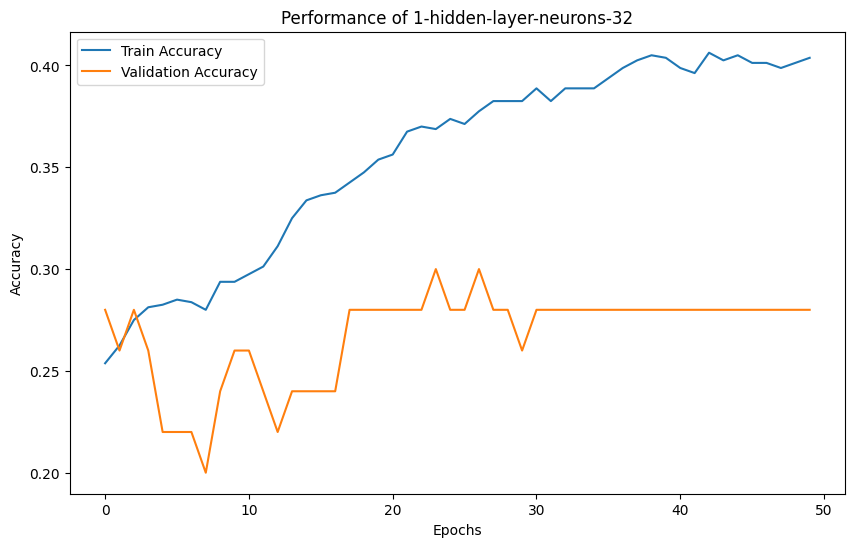 Performance of 1-hidden-layer-neurons-32
Train Accuracy
Validation Accuracy
Accuracy
0.40
0.35
0.30
0.25
0.20
0
10
20
30
40
50
Epochs